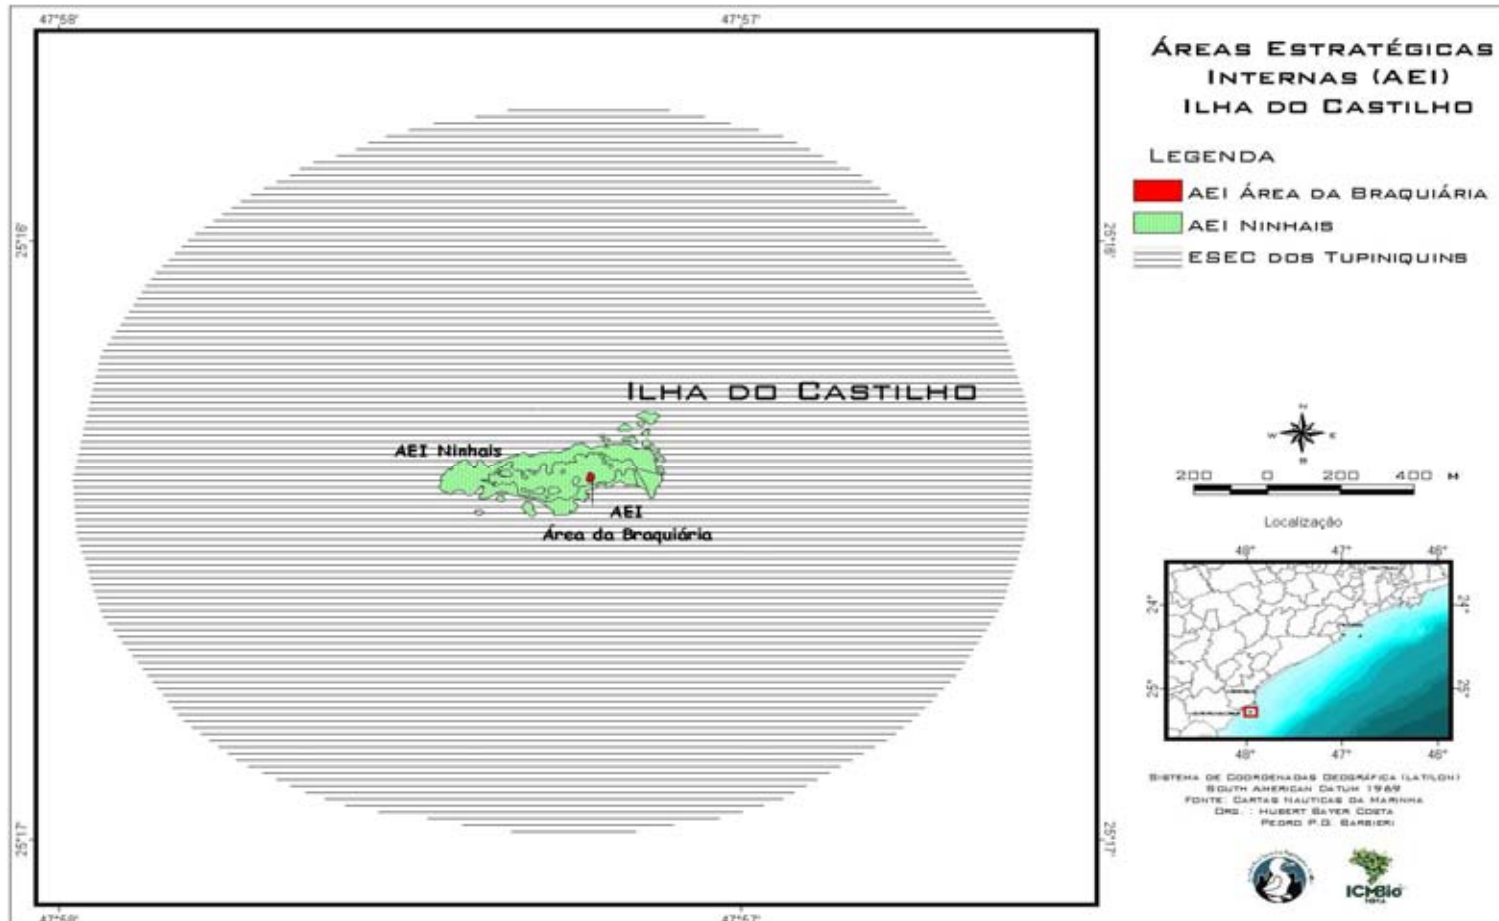 47°58'
47°57'
ÁREAS ESTRATÉGICAS
INTERNAS (AEI)
ILHA DO CASTILHO
LEGENDA
AEI ÁREA DA BRAQUIÁRIA
AEI NINHAIS
ESEC DOS TUPINIQUINS
25°16'
25°16'
ILHA DO CASTILHO
AEI Ninhais
AEI
Área da Braquiária
N
W
E
200 0 200 400 M
Localização
48° 47° 46°
24°
24°
25°
25°
48° 47° 46°
SISTEMA DE COORDENADAS GEOGRÁFICA (LAT/LON)
SOUTH AMERICAN DATUM 1969
FONTE: CARTAS NAUTICAS DA MARINHA
ORG. : HUBERT BAYER COSTA
PEDRO P.G. BARBIERI
25°17'
25°17'
ICMBio
MMA
47°58'
47°57'